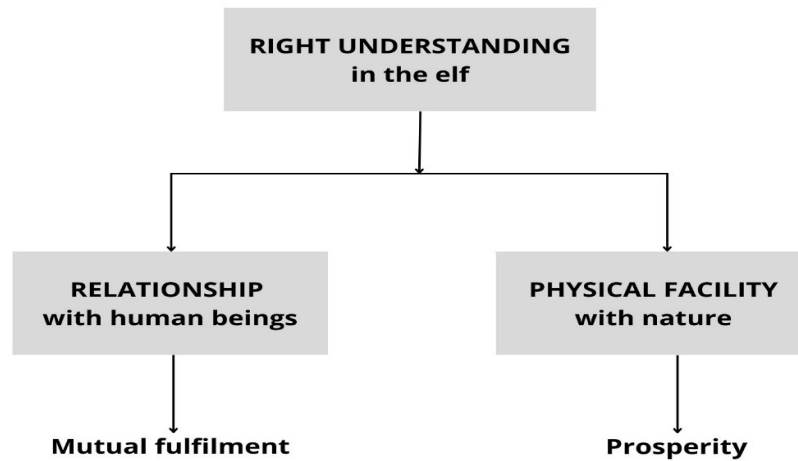 RIGHT UNDERSTANDING
in the elf
RELATIONSHIP
with human beings
PHYSICAL FACILITY
with nature
Mutual fulfilment
Prosperity